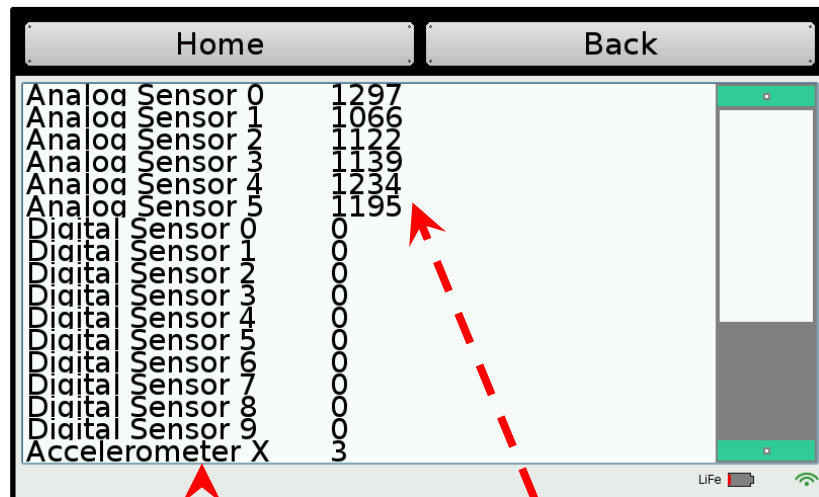 Home Back
Analog Sensor 0 1297
Analog Sensor 1 1066
Analog Sensor 2 1122
Analog Sensor 3 1139
Analog Sensor 4 1234
Analog Sensor 5 1195
Digital Sensor 0 0
Digital Sensor 1 0
Digital Sensor 2 0
Digital Sensor 3 0
Digital Sensor 4 0
Digital Sensor 5 0
Digital Sensor 6 0
Digital Sensor 7 0
Digital Sensor 8 0
Digital Sensor 9 0
Accelerometer X 3
LiFe